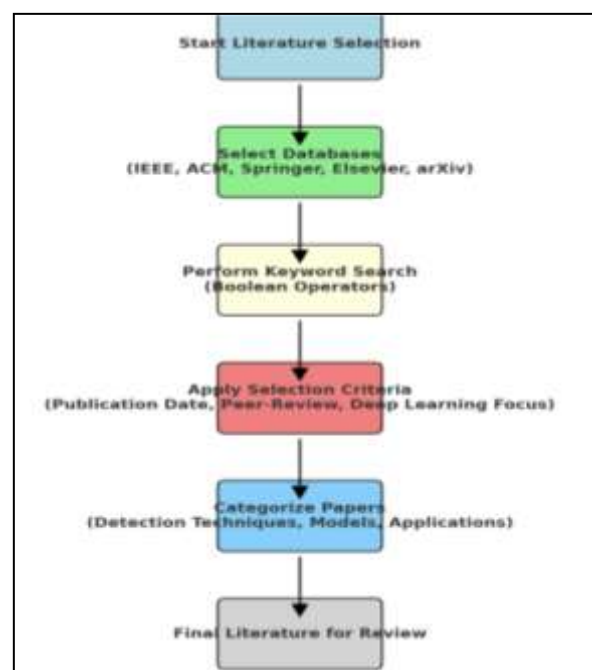 Start Literature Selection
Select Databases
(IEEE, ACM, Springer, Elsevier, arXiv)
Perform Keyword Search
(Boolean Operators)
Apply Selection Criteria
(Publication Date, Peer-Review, Deep Learning Focus)
Categorize Papers
(Detection Techniques, Models, Applications)
Final Literature for Review